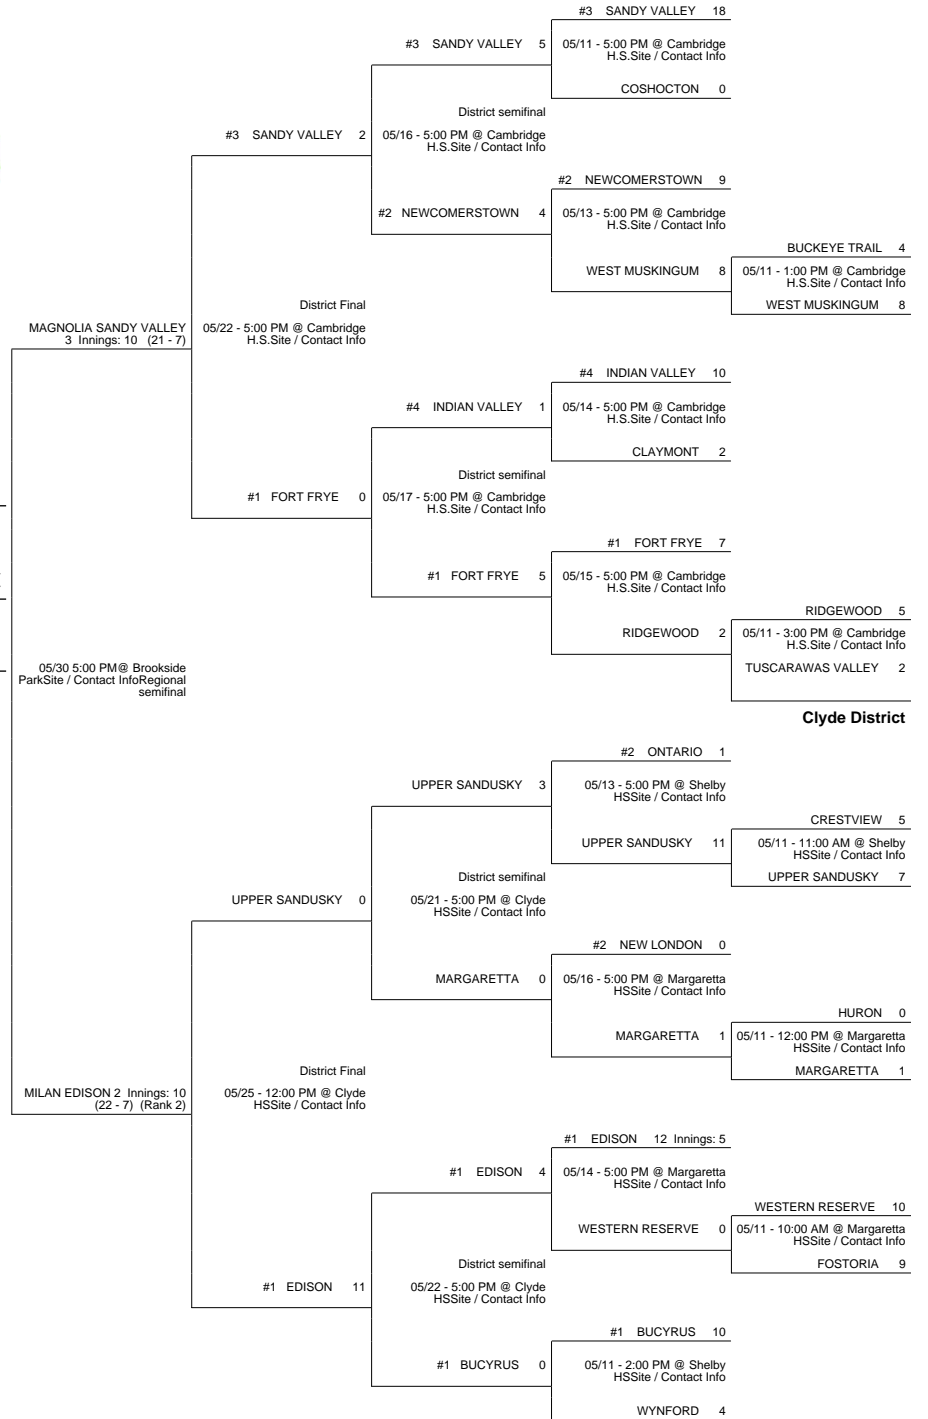 #3 SANDY VALLEY 18
#3 SANDY VALLEY 5
05/11 - 5:00 PM @ Cambridge
H.S.Site / Contact Info
COSHOCTON 0
District semifinal
#3 SANDY VALLEY 2
05/16 - 5:00 PM @ Cambridge
H.S.Site / Contact Info
#2 NEWCOMERSTOWN 9
#2 NEWCOMERSTOWN 4
05/13 - 5:00 PM @ Cambridge
H.S.Site / Contact Info
BUCKEYE TRAIL 4
WEST MUSKINGUM 8
05/11 - 1:00 PM @ Cambridge
H.S.Site / Contact Info
WEST MUSKINGUM 8
District Final
MAGNOLIA SANDY VALLEY
3 Innings: 10 (21 - 7)
05/22 - 5:00 PM @ Cambridge
H.S.Site / Contact Info
#4 INDIAN VALLEY 10
#4 INDIAN VALLEY 1
05/14 - 5:00 PM @ Cambridge
H.S.Site / Contact Info
CLAYMONT 2
District semifinal
#1 FORT FRYE 0
05/17 - 5:00 PM @ Cambridge
H.S.Site / Contact Info
#1 FORT FRYE 7
#1 FORT FRYE 5
05/15 - 5:00 PM @ Cambridge
H.S.Site / Contact Info
RIDGEWOOD 5
RIDGEWOOD 2
05/11 - 3:00 PM @ Cambridge
H.S.Site / Contact Info
TUSCARAWAS VALLEY 2
05/30 5:00 PM@ Brookside
ParkSite / Contact InfoRegional
semifinal
Clyde District
#2 ONTARIO 1
UPPER SANDUSKY 3
05/13 - 5:00 PM @ Shelby
HSSite / Contact Info
CRESTVIEW 5
UPPER SANDUSKY 11
05/11 - 11:00 AM @ Shelby
HSSite / Contact Info
UPPER SANDUSKY 7
District semifinal
UPPER SANDUSKY 0
05/21 - 5:00 PM @ Clyde
HSSite / Contact Info
#2 NEW LONDON 0
MARGARETTA 0
05/16 - 5:00 PM @ Margaretta
HSSite / Contact Info
HURON 0
MARGARETTA 1
05/11 - 12:00 PM @ Margaretta
HSSite / Contact Info
MARGARETTA 1
District Final
MILAN EDISON 2 Innings: 10
(22 - 7) (Rank 2)
05/25 - 12:00 PM @ Clyde
HSSite / Contact Info
#1 EDISON 12 Innings: 5
#1 EDISON 4
05/14 - 5:00 PM @ Margaretta
HSSite / Contact Info
WESTERN RESERVE 10
WESTERN RESERVE 0
05/11 - 10:00 AM @ Margaretta
HSSite / Contact Info
FOSTORIA 9
District semifinal
#1 EDISON 11
05/22 - 5:00 PM @ Clyde
HSSite / Contact Info
#1 BUCYRUS 10
#1 BUCYRUS 0
05/11 - 2:00 PM @ Shelby
HSSite / Contact Info
WYNFORD 4